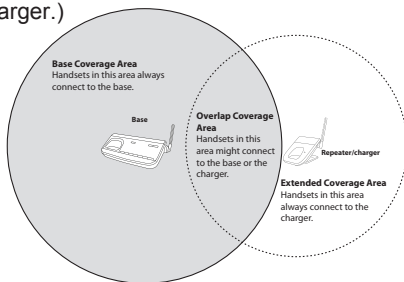 arger.)
Base Coverage Area
Handsets in this area always
connect to the base.
Base
Overlap Coverage
Area
Handsets in this
area might connect
to the base or the
charger.
Repeater/charger
Extended Coverage Area
Handsets in this area
always connect to the
charger.